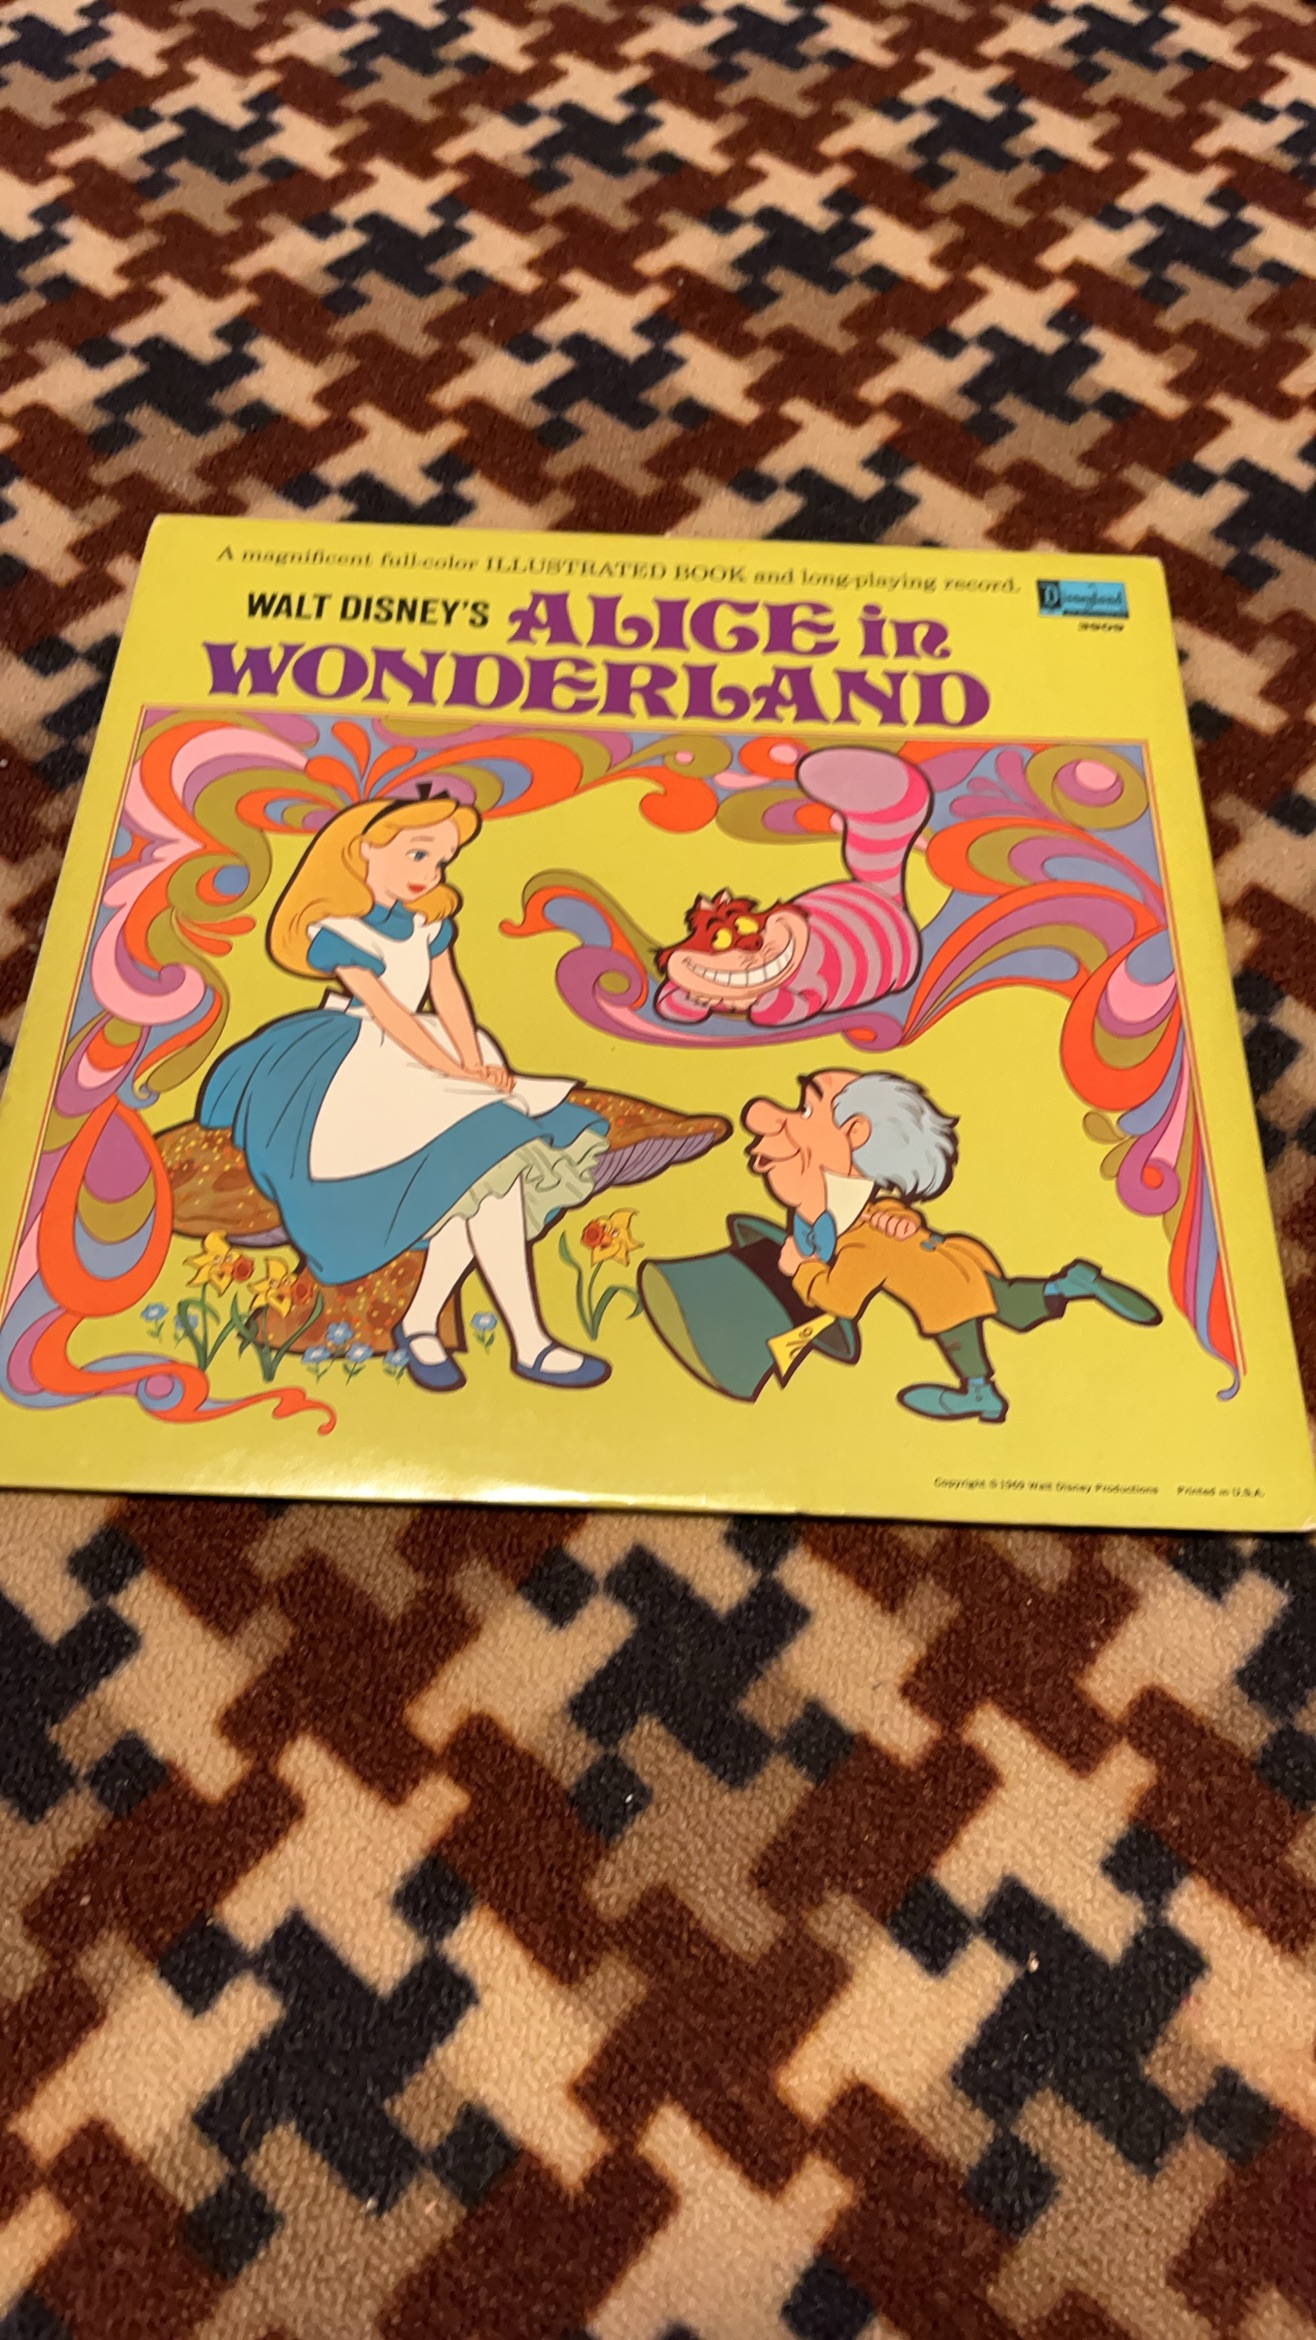 A magnificent full-color ILLUSTRATED BOOK and long-playing record.
WALT DISNEY'S ALICE in
WONDERLAND
Disneyland
3909
Copyright © 1969 Walt Disney Productions Printed in U.S.A.